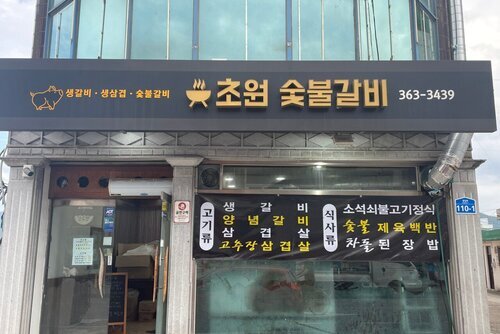 생갈비·생삼겹·숯불갈비
초원 숯불갈비
363-3439
고기류
생갈비
양념갈비
삼겹살
고추장삼겹살
식사류
소석쇠불고기정식
숯불제육백반
차돌된장밥
110-1